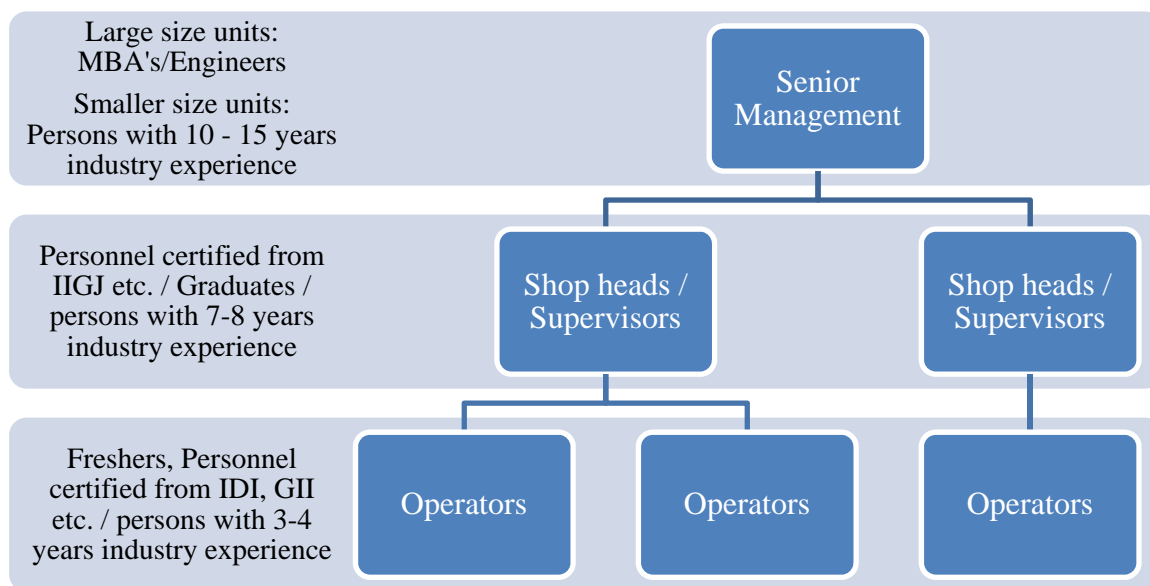 Large size units:
MBA's/Engineers
Smaller size units:
Persons with 10 - 15 years
industry experience
Senior
Management
Personnel certified from
IIGJ etc. / Graduates /
persons with 7-8 years
industry experience
Shop heads /
Supervisors
Shop heads /
Supervisors
Freshers, Personnel
certified from IDI, GII
etc. / persons with 3-4
years industry experience
Operators
Operators
Operators